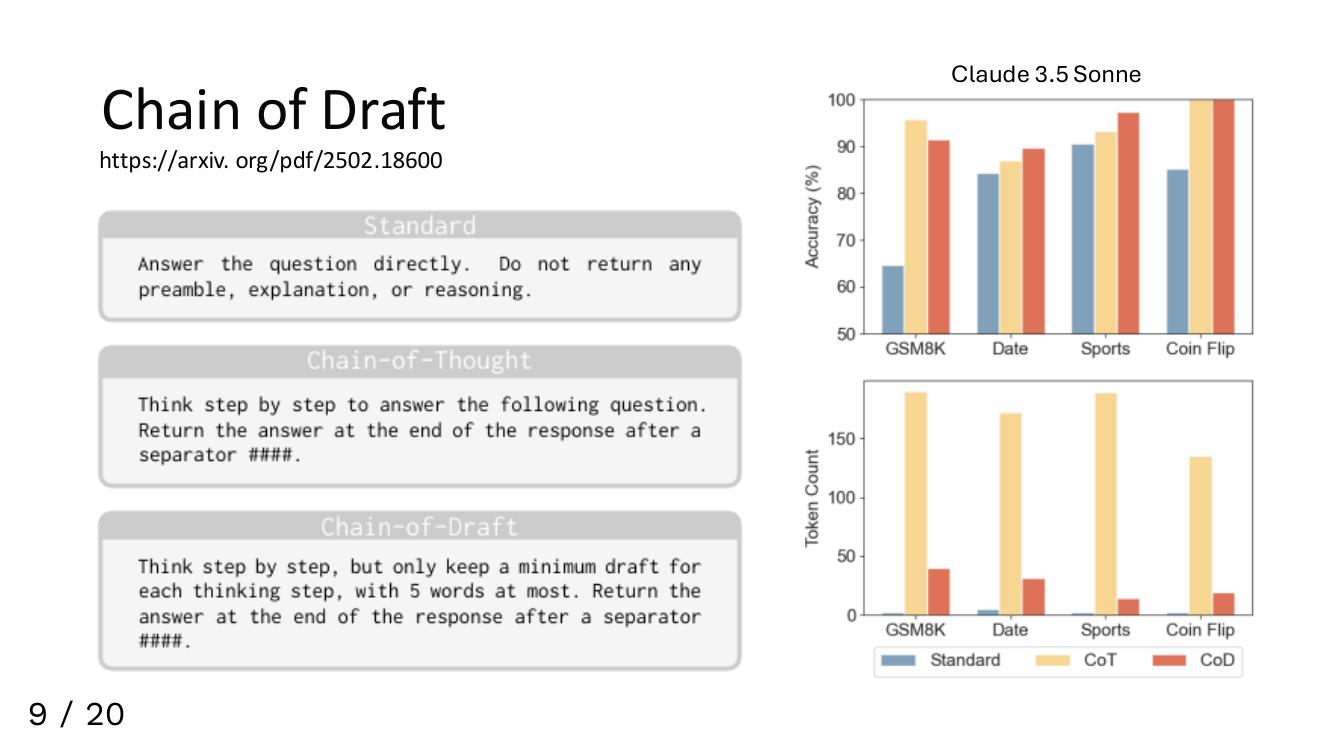 Chain of Draft
https://arxiv. org/pdf/2502.18600
Standard
Answer the question directly. Do not return any
preamble, explanation, or reasoning.
Chain-of-Thought
Think step by step to answer the following question.
Return the answer at the end of the response after a
separator ####.
Chain-of-Draft
Think step by step, but only keep a minimum draft for
each thinking step, with 5 words at most. Return the
answer at the end of the response after a separator
####.
Claude 3.5 Sonne
Accuracy (%)
100
90
80
70
60
50
GSM8K Date Sports Coin Flip
Token Count
150
100
50
0
GSM8K Date Sports Coin Flip
Standard CoT CoD
9 / 20